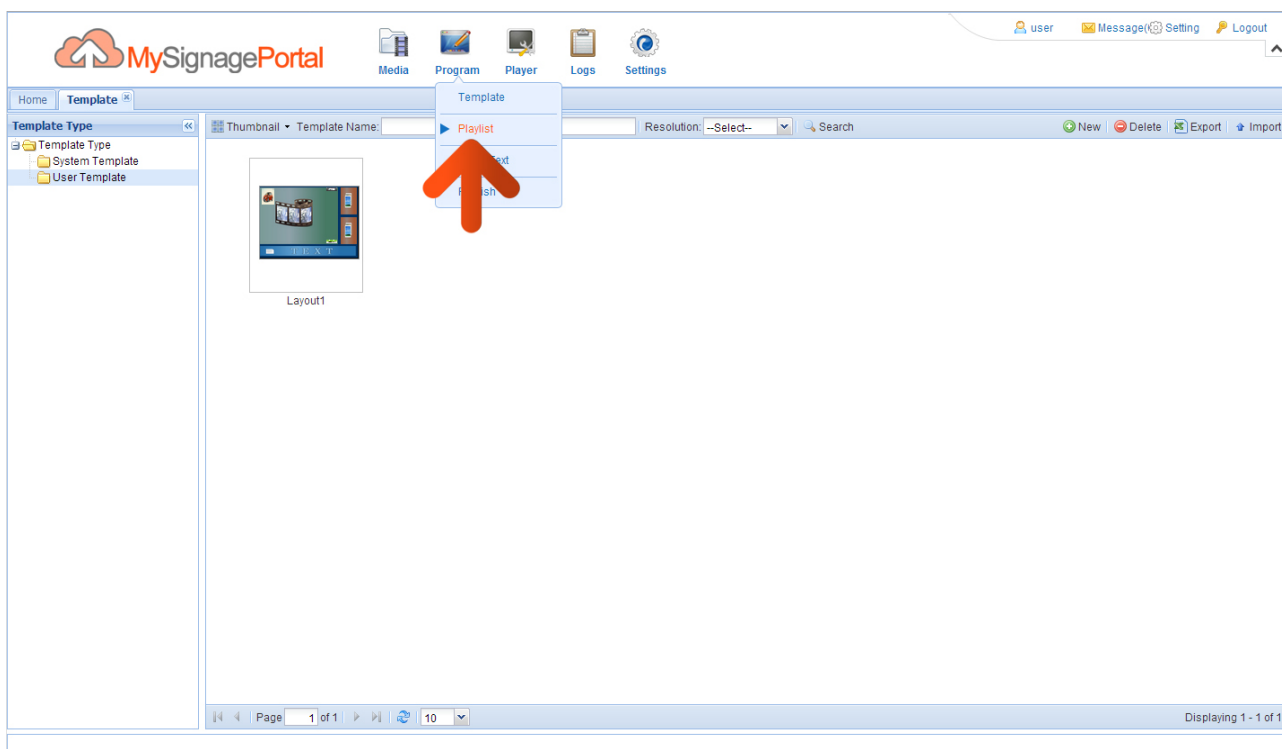 MySignagePortal
Media Program Player Logs Settings
user Message( Setting Logout
Home Template
Template
Playlist
Text
Template Type
Template Type
System Template
User Template
Thumbnail Template Name: Resolution: --Select-- Search New Delete Export Import
TEXT
Layout1
Page 1 of 1 10 Displaying 1 - 1 of 1